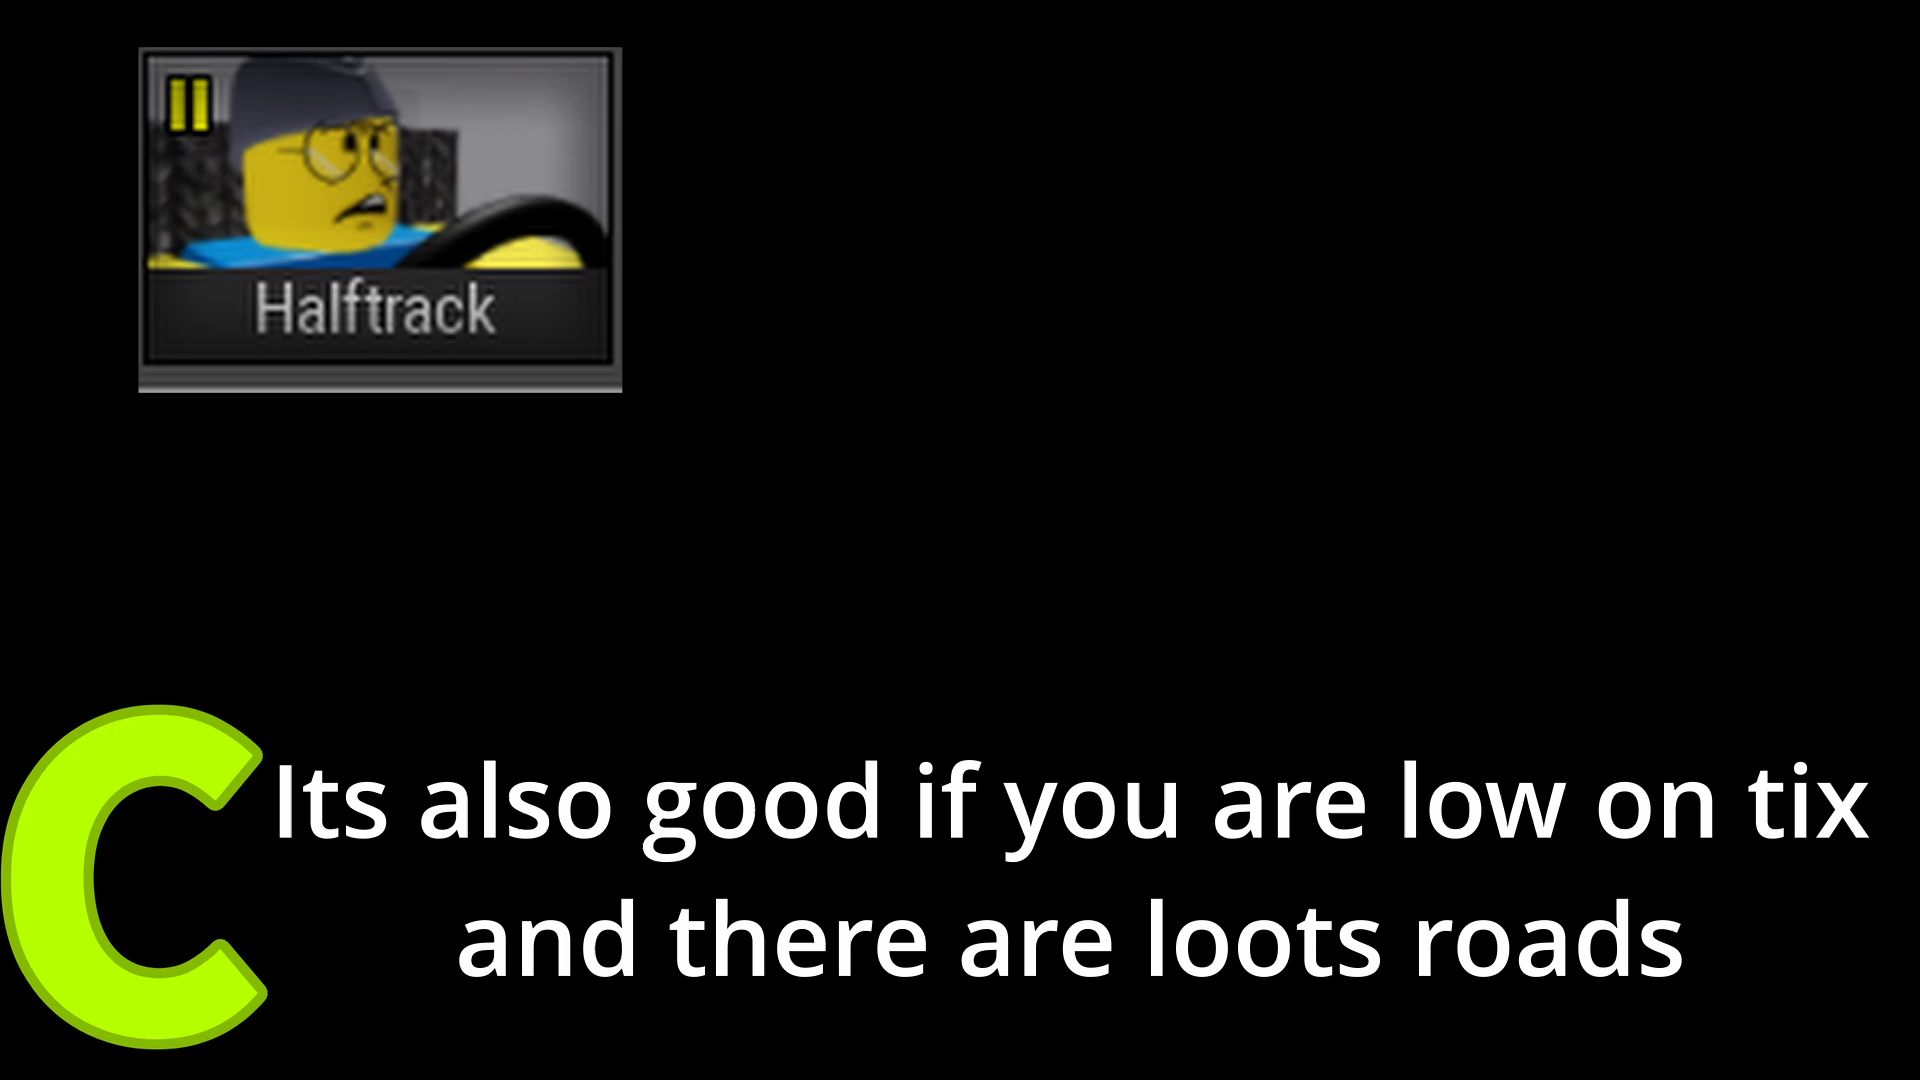 Halftrack
C
Its also good if you are low on tix
and there are loots roads